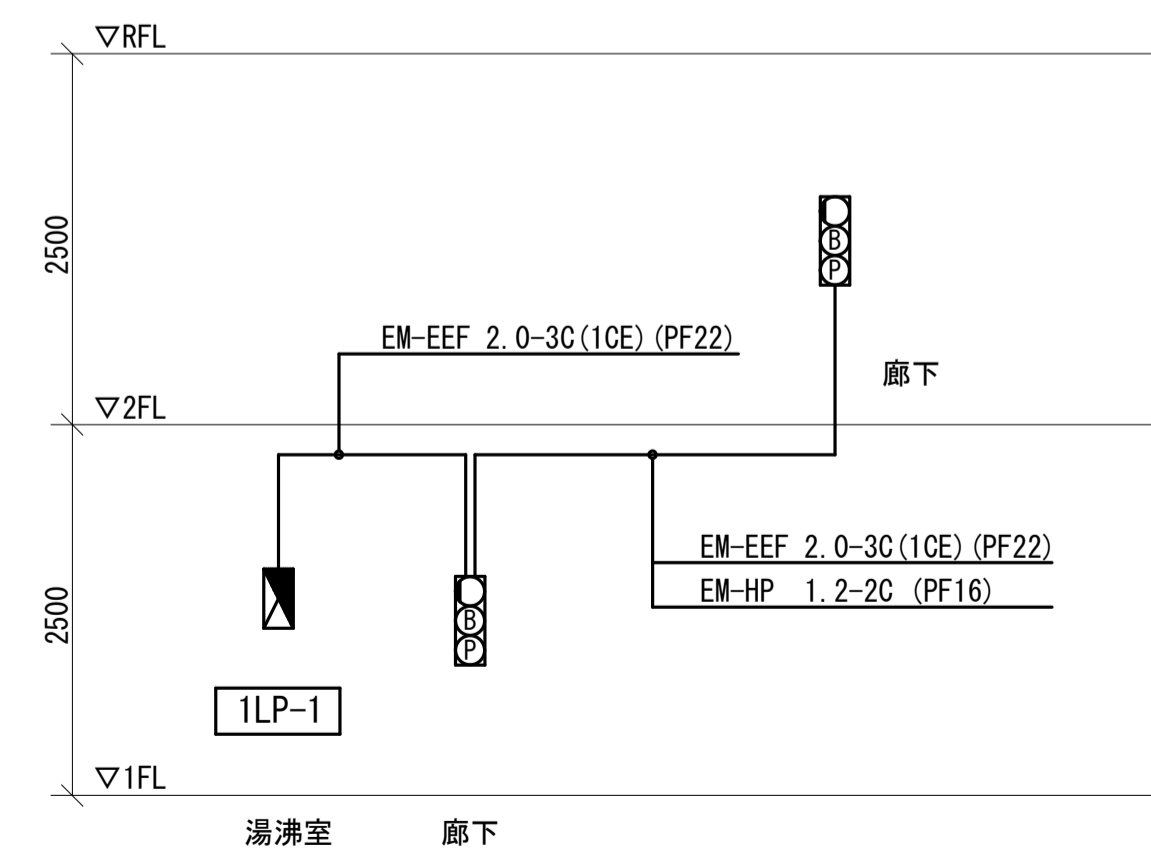 ▽RFL
2500
B
P
EM-EEF 2.0-3C(1CE)(PF22)
廊下
▽2FL
2500
EM-EEF 2.0-3C(1CE)(PF22)
EM-HP 1.2-2C (PF16)
B
P
1LP-1
▽1FL
湯沸室 廊下